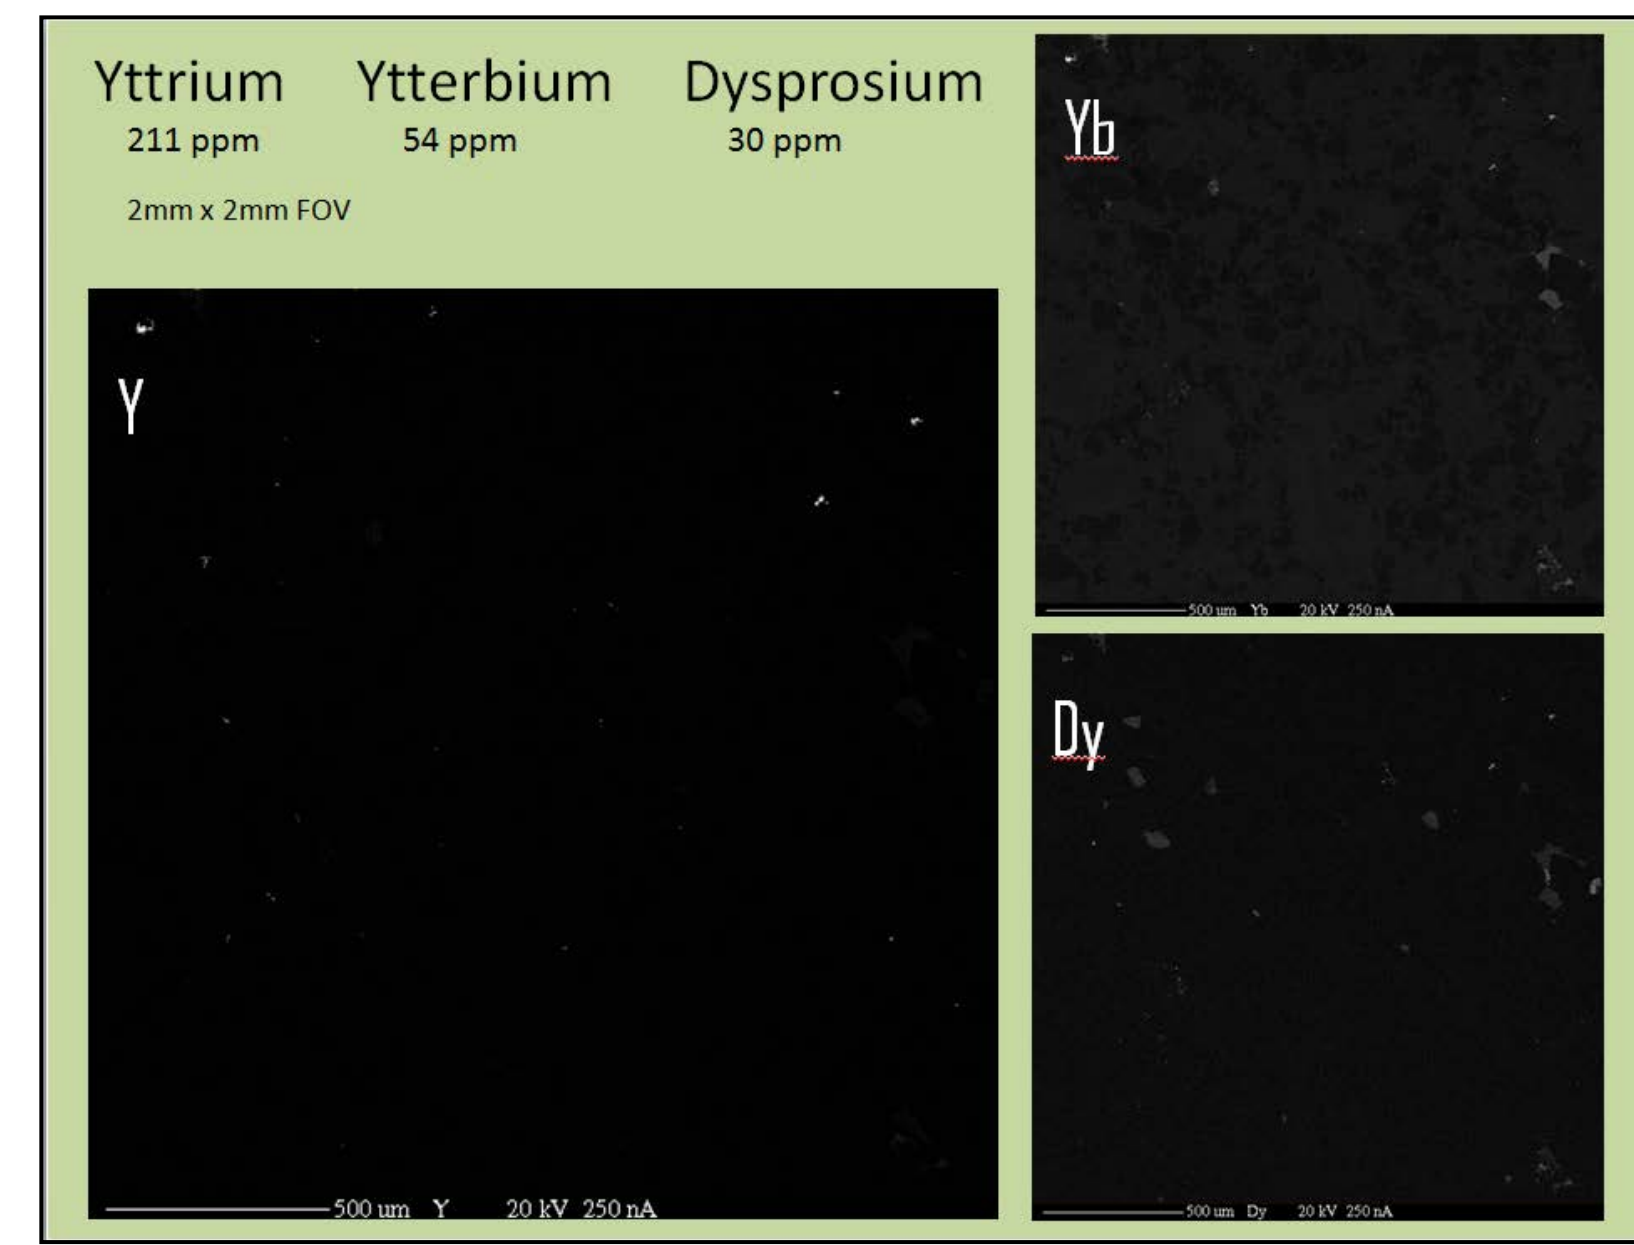 Yttrium Ytterbium Dysprosium
211 ppm 54 ppm 30 ppm
2mm x 2mm FOV
Y
500 um Y 20 kV 250 nA
Yb
500 um Yb 20 kV 250 nA
Dy
500 um Dy 20 kV 250 nA